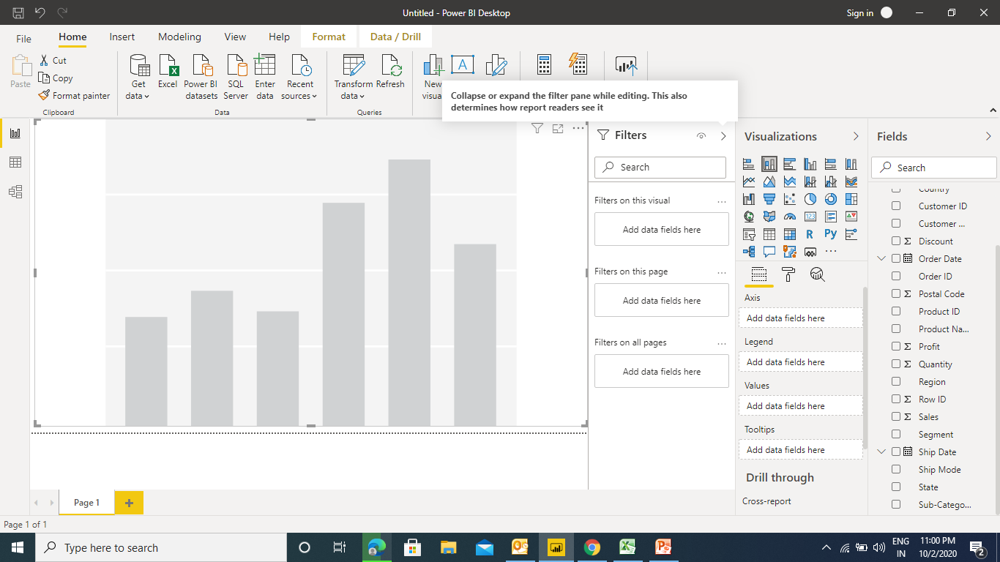 Untitled - Power BI Desktop
Sign in
File
Home
Insert
Modeling
View
Help
Format
Data / Drill
Paste
Cut
Copy
Format painter
Clipboard
Get
data
Excel
Power BI
datasets
SQL
Server
Enter
data
Recent
sources
Data
Transform
data
Refresh
Queries
New
visua
A
Collapse or expand the filter pane while editing. This also
determines how report readers see it
Filters
Search
Filters on this visual
...
Add data fields here
Filters on this page
...
Add data fields here
Filters on all pages
...
Add data fields here
Visualizations
123
R
Py
...
Axis
Add data fields here
Legend
Add data fields here
Values
Add data fields here
Tooltips
Add data fields here
Drill through
Cross-report
Fields
Search
Country
Customer ID
Customer ...
Σ Discount
Order Date
Order ID
Σ Postal Code
Product ID
Product Na...
Σ Profit
Σ Quantity
Region
Σ Row ID
Σ Sales
Segment
Ship Date
Ship Mode
State
Sub-Catego...
Page 1
+
Page 1 of 1
Type here to search
ENG
IN
11:00 PM
10/2/2020
2